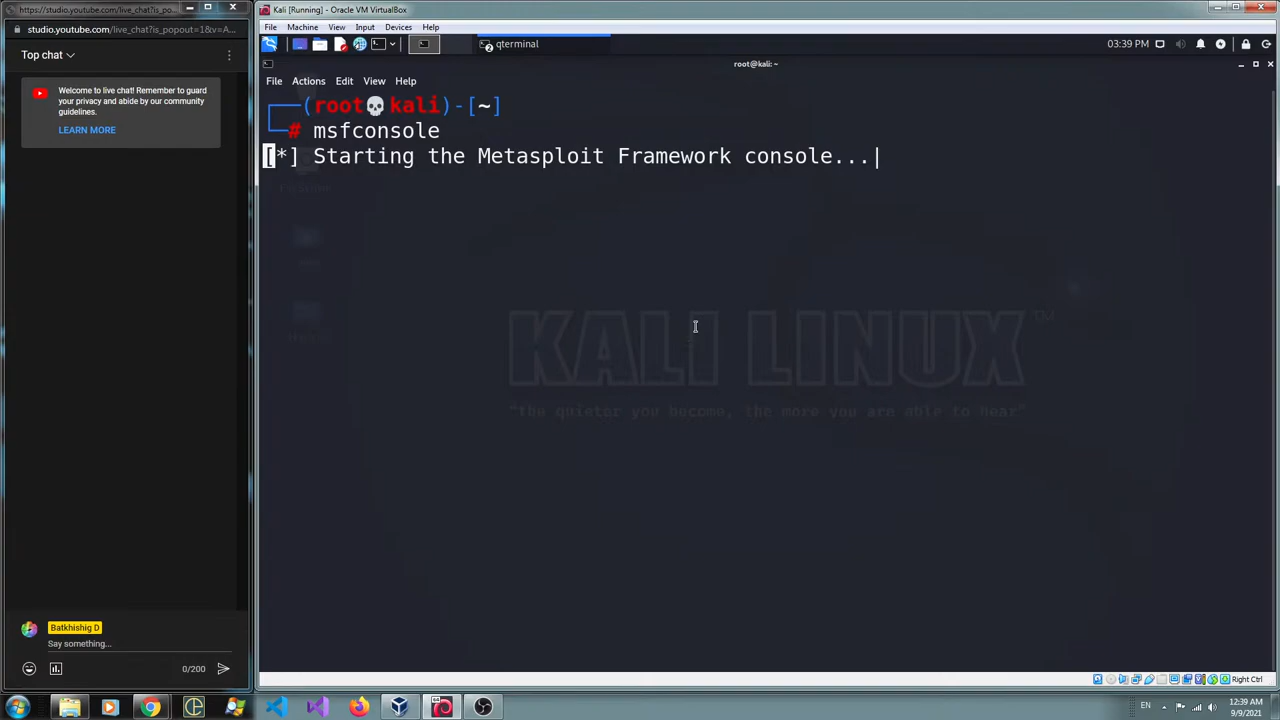 https://studio.youtube.com/live_chat?is_po...
studio.youtube.com/live_chat?is_popout=1&v=A...
Top chat
Welcome to live chat! Remember to guard
your privacy and abide by our community
guidelines.
LEARN MORE
Batkhishig D
Say something...
0/200
Kali [Running] - Oracle VM VirtualBox
File Machine View Input Devices Help
qterminal
03:39 PM
root@kali: ~
File Actions Edit View Help
(root💀kali)-[~]
# msfconsole
[*] Starting the Metasploit Framework console...|
KALI LINUX™
"the quieter you become, the more you are able to hear"
Right Ctrl
EN
12:39 AM
9/9/2021